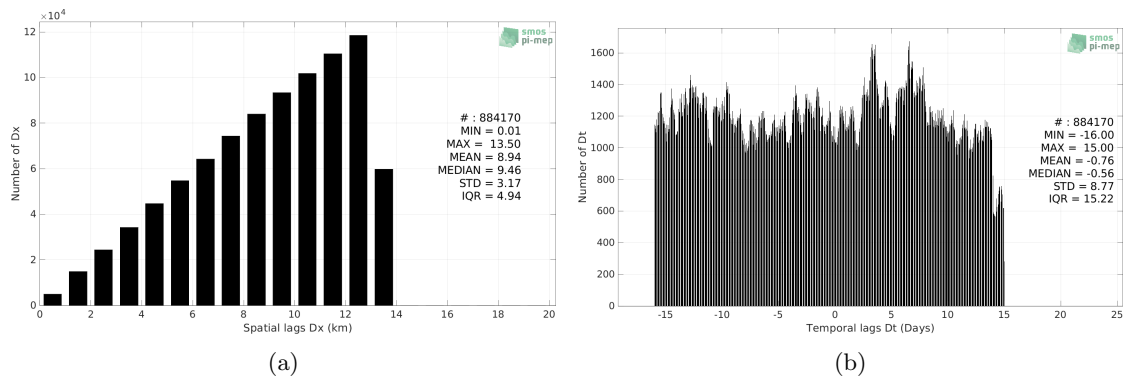 ×10⁴
12
10
8
6
4
2
0
0 2 4 6 8 10 12 14 16 18 20
Number of Dx
Spatial lags Dx (km)
smos
pi-mep
# : 884170
MIN = 0.01
MAX = 13.50
MEAN = 8.94
MEDIAN = 9.46
STD = 3.17
IQR = 4.94
(a)
1600
1400
1200
1000
800
600
400
200
0
-15 -10 -5 0 5 10 15 20 25
Number of Dt
Temporal lags Dt (Days)
smos
pi-mep
# : 884170
MIN = -16.00
MAX = 15.00
MEAN = -0.76
MEDIAN = -0.56
STD = 8.77
IQR = 15.22
(b)